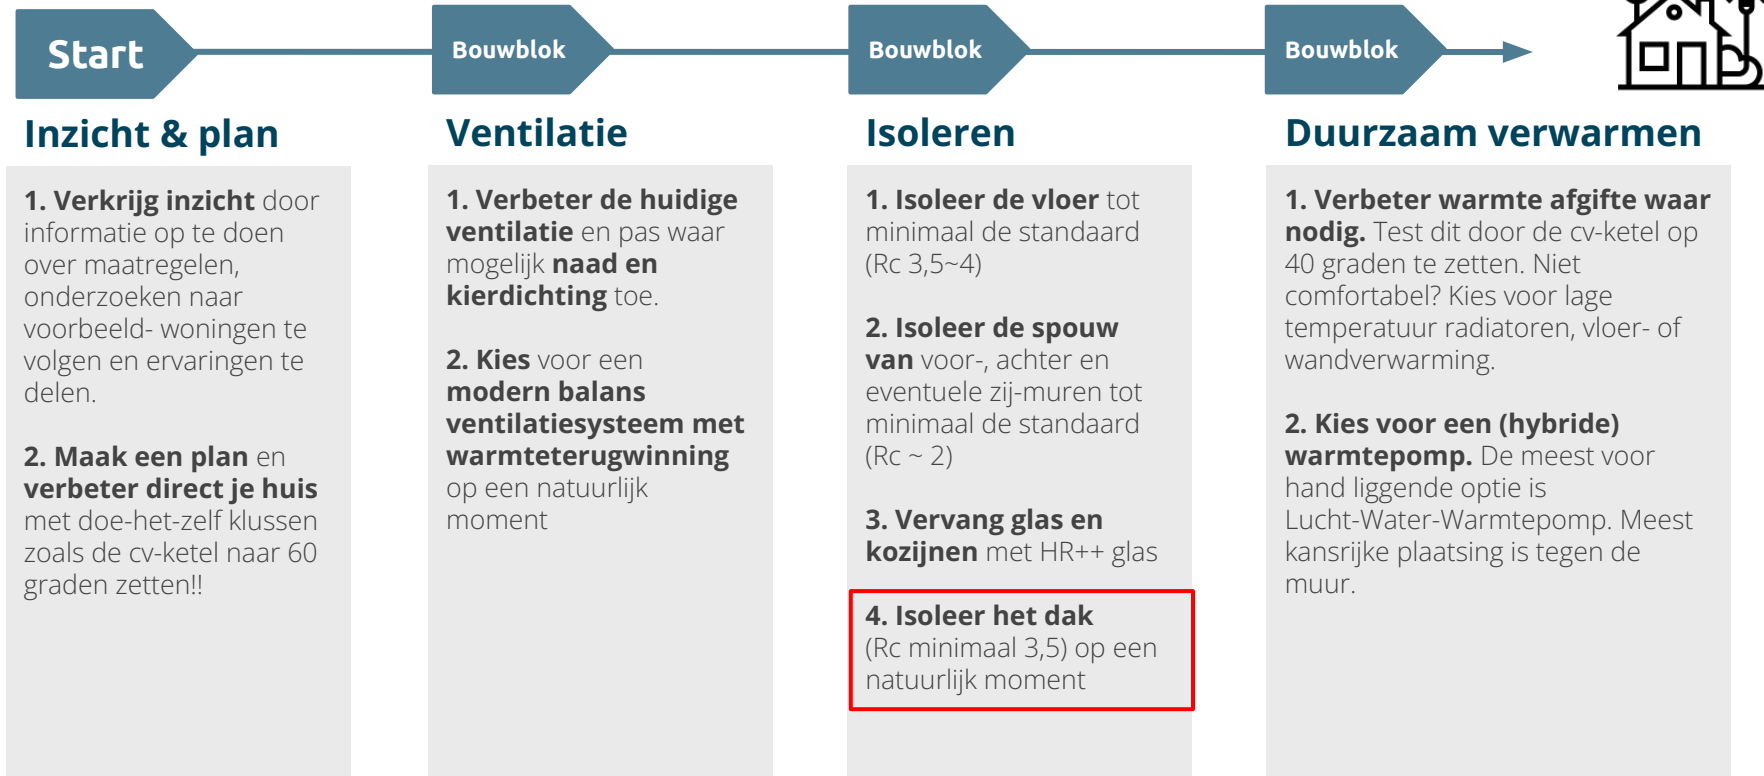 Start
Bouwblok
Bouwblok
Bouwblok
Inzicht & plan
1. Verkrijg inzicht door
informatie op te doen
over maatregelen,
onderzoeken naar
voorbeeld- woningen te
volgen en ervaringen te
delen.
2. Maak een plan en
verbeter direct je huis
met doe-het-zelf klussen
zoals de cv-ketel naar 60
graden zetten!!
Ventilatie
1. Verbeter de huidige
ventilatie en pas waar
mogelijk naad en
kierdichting toe.
2. Kies voor een
modern balans
ventilatiesysteem met
warmteterugwinning
op een natuurlijk
moment
Isoleren
1. Isoleer de vloer tot
minimaal de standaard
(Rc 3,5~4)
2. Isoleer de spouw
van voor-, achter en
eventuele zij-muren tot
minimaal de standaard
(Rc ~ 2)
3. Vervang glas en
kozijnen met HR++ glas
4. Isoleer het dak
(Rc minimaal 3,5) op een
natuurlijk moment
Duurzaam verwarmen
1. Verbeter warmte afgifte waar
nodig. Test dit door de cv-ketel op
40 graden te zetten. Niet
comfortabel? Kies voor lage
temperatuur radiatoren, vloer- of
wandverwarming.
2. Kies voor een (hybride)
warmtepomp. De meest voor
hand liggende optie is
Lucht-Water-Warmtepomp. Meest
kansrijke plaatsing is tegen de
muur.